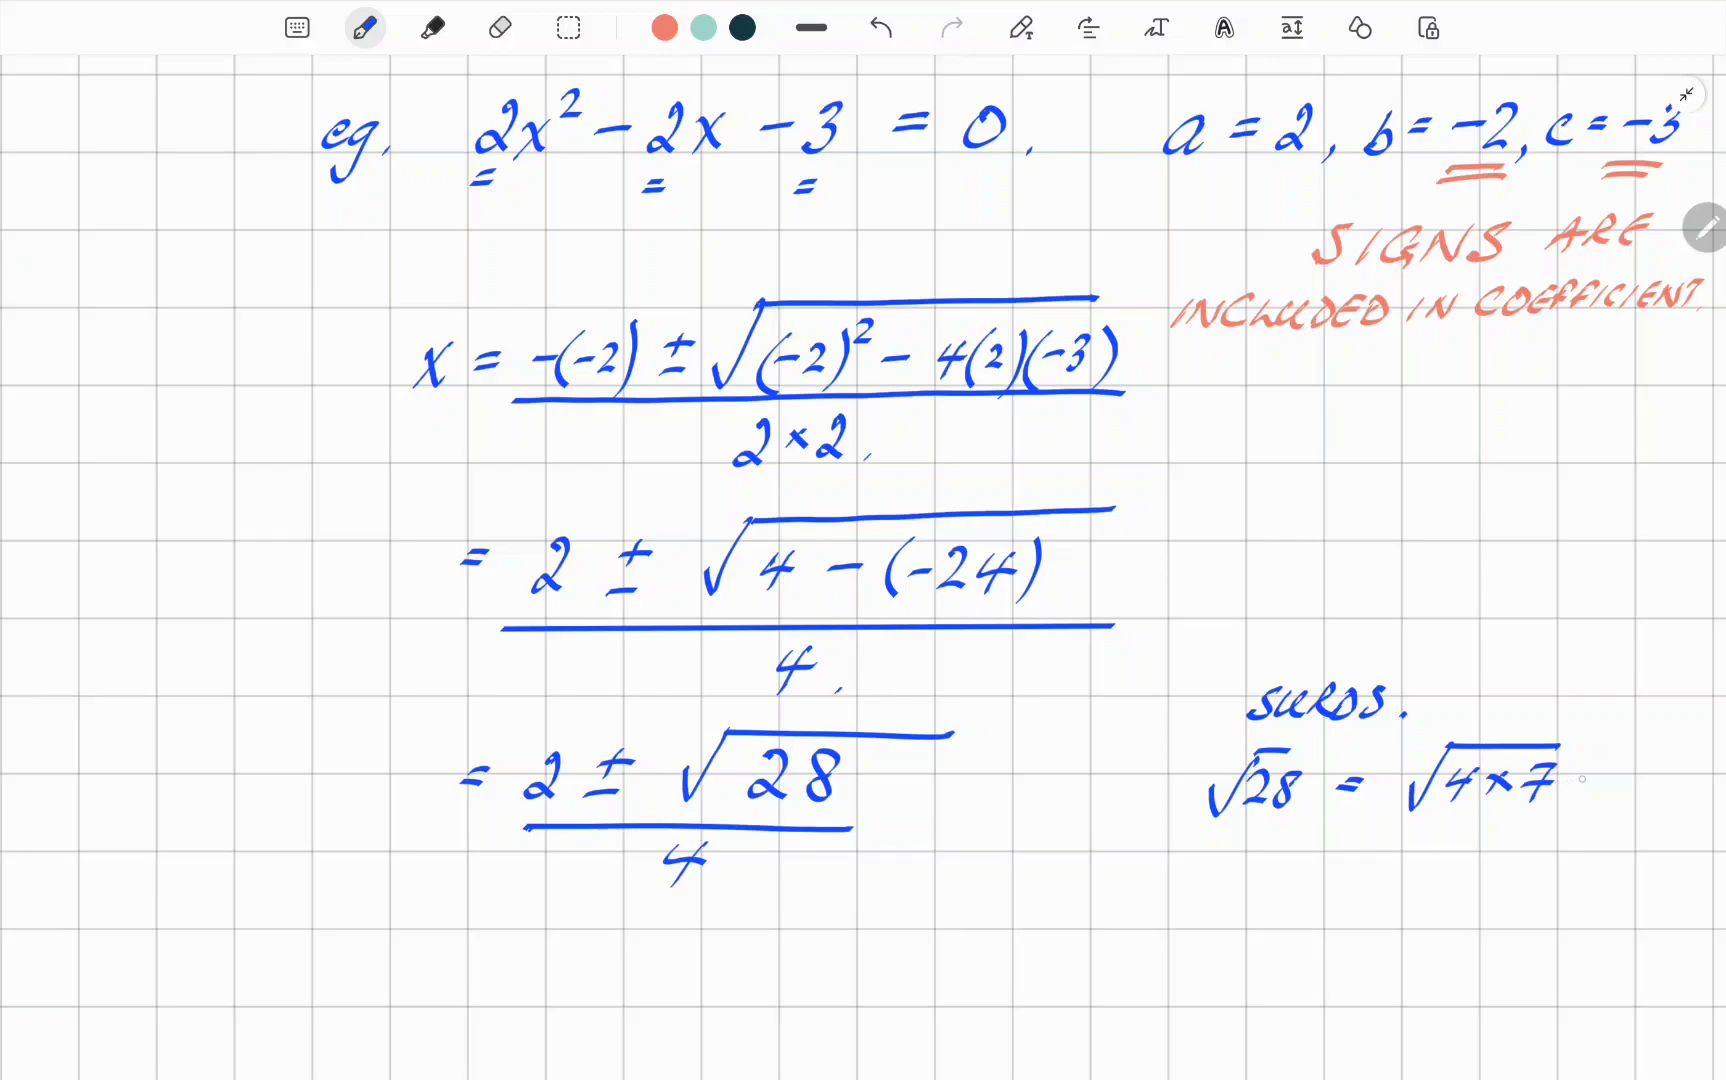 eg. 2x² - 2x - 3 = 0. a = 2, b = -2, c = -3
SIGNS ARE
INCLUDED IN COEFFICIENT.
x = -(-2) ± √((-2)² - 4(2)(-3))
2 × 2.
= 2 ± √(4 - (-24))
4.
SURDS.
= 2 ± √28
4
√28 = √(4×7)